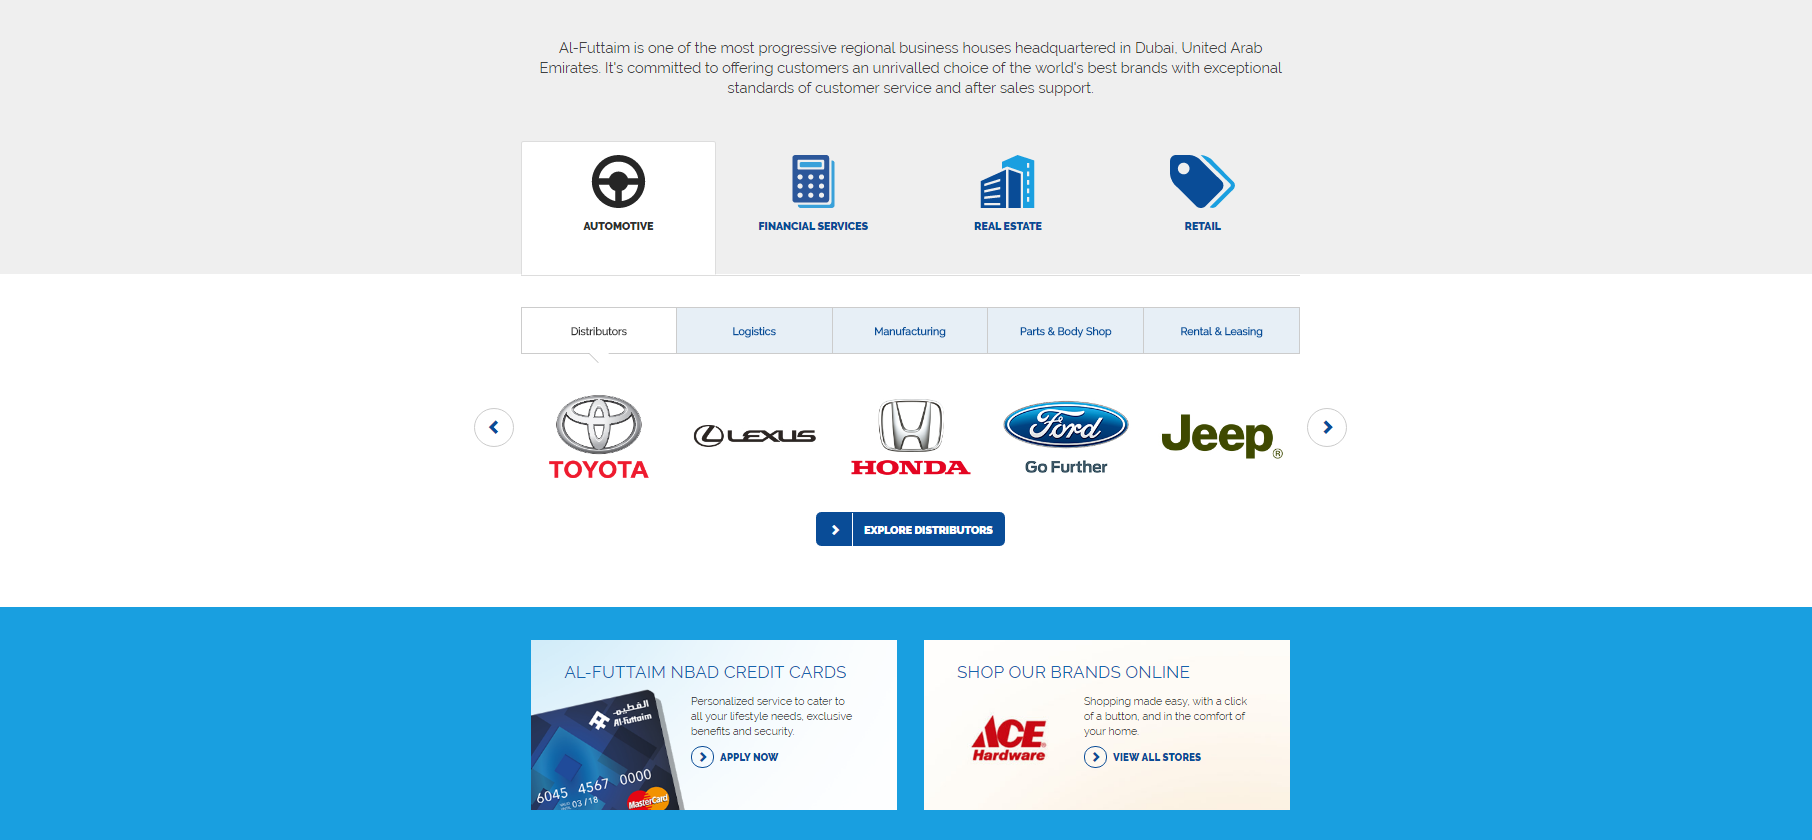 Al-Futtaim is one of the most progressive regional business houses headquartered in Dubai, United Arab
Emirates. It's committed to offering customers an unrivalled choice of the world's best brands with exceptional
standards of customer service and after sales support.
AUTOMOTIVE
FINANCIAL SERVICES
REAL ESTATE
RETAIL
Distributors
Logistics
Manufacturing
Parts & Body Shop
Rental & Leasing
TOYOTA
LEXUS
HONDA
Ford
Go Further
Jeep®
EXPLORE DISTRIBUTORS
AL-FUTTAIM NBAD CREDIT CARDS
Personalized service to cater to
all your lifestyle needs, exclusive
benefits and security.
APPLY NOW
الفطيم
Al-Futtaim
6045 4567 0000
03/18
MasterCard
SHOP OUR BRANDS ONLINE
Shopping made easy, with a click
of a button, and in the comfort of
your home.
VIEW ALL STORES
ACE
Hardware